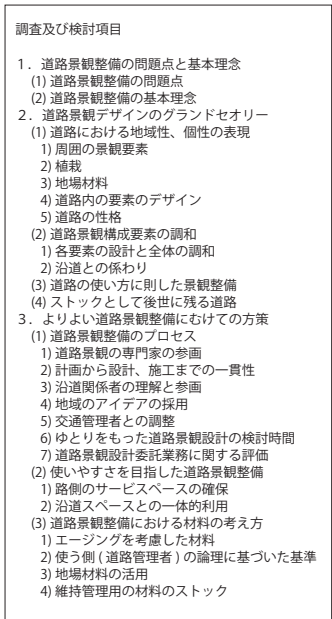 調査及び検討項目
1．道路景観整備の問題点と基本理念
(1) 道路景観整備の問題点
(2) 道路景観整備の基本理念
2．道路景観デザインのグランドセオリー
(1) 道路における地域性、個性の表現
1) 周囲の景観要素
2) 植栽
3) 地場材料
4) 道路内の要素のデザイン
5) 道路の性格
(2) 道路景観構成要素の調和
1) 各要素の設計と全体の調和
2) 沿道との係わり
(3) 道路の使い方に則した景観整備
(4) ストックとして後世に残る道路
3．よりよい道路景観整備にむけての方策
(1) 道路景観整備のプロセス
1) 道路景観の専門家の参画
2) 計画から設計、施工までの一貫性
3) 沿道関係者の理解と参画
4) 地域のアイデアの採用
5) 交通管理者との調整
6) ゆとりをもった道路景観設計の検討時間
7) 道路景観設計委託業務に関する評価
(2) 使いやすさを目指した道路景観整備
1) 路側のサービスペースの確保
2) 沿道スペースとの一体的利用
(3) 道路景観整備における材料の考え方
1) エージングを考慮した材料
2) 使う側 ( 道路管理者 ) の論理に基づいた基準
3) 地場材料の活用
4) 維持管理用の材料のストック